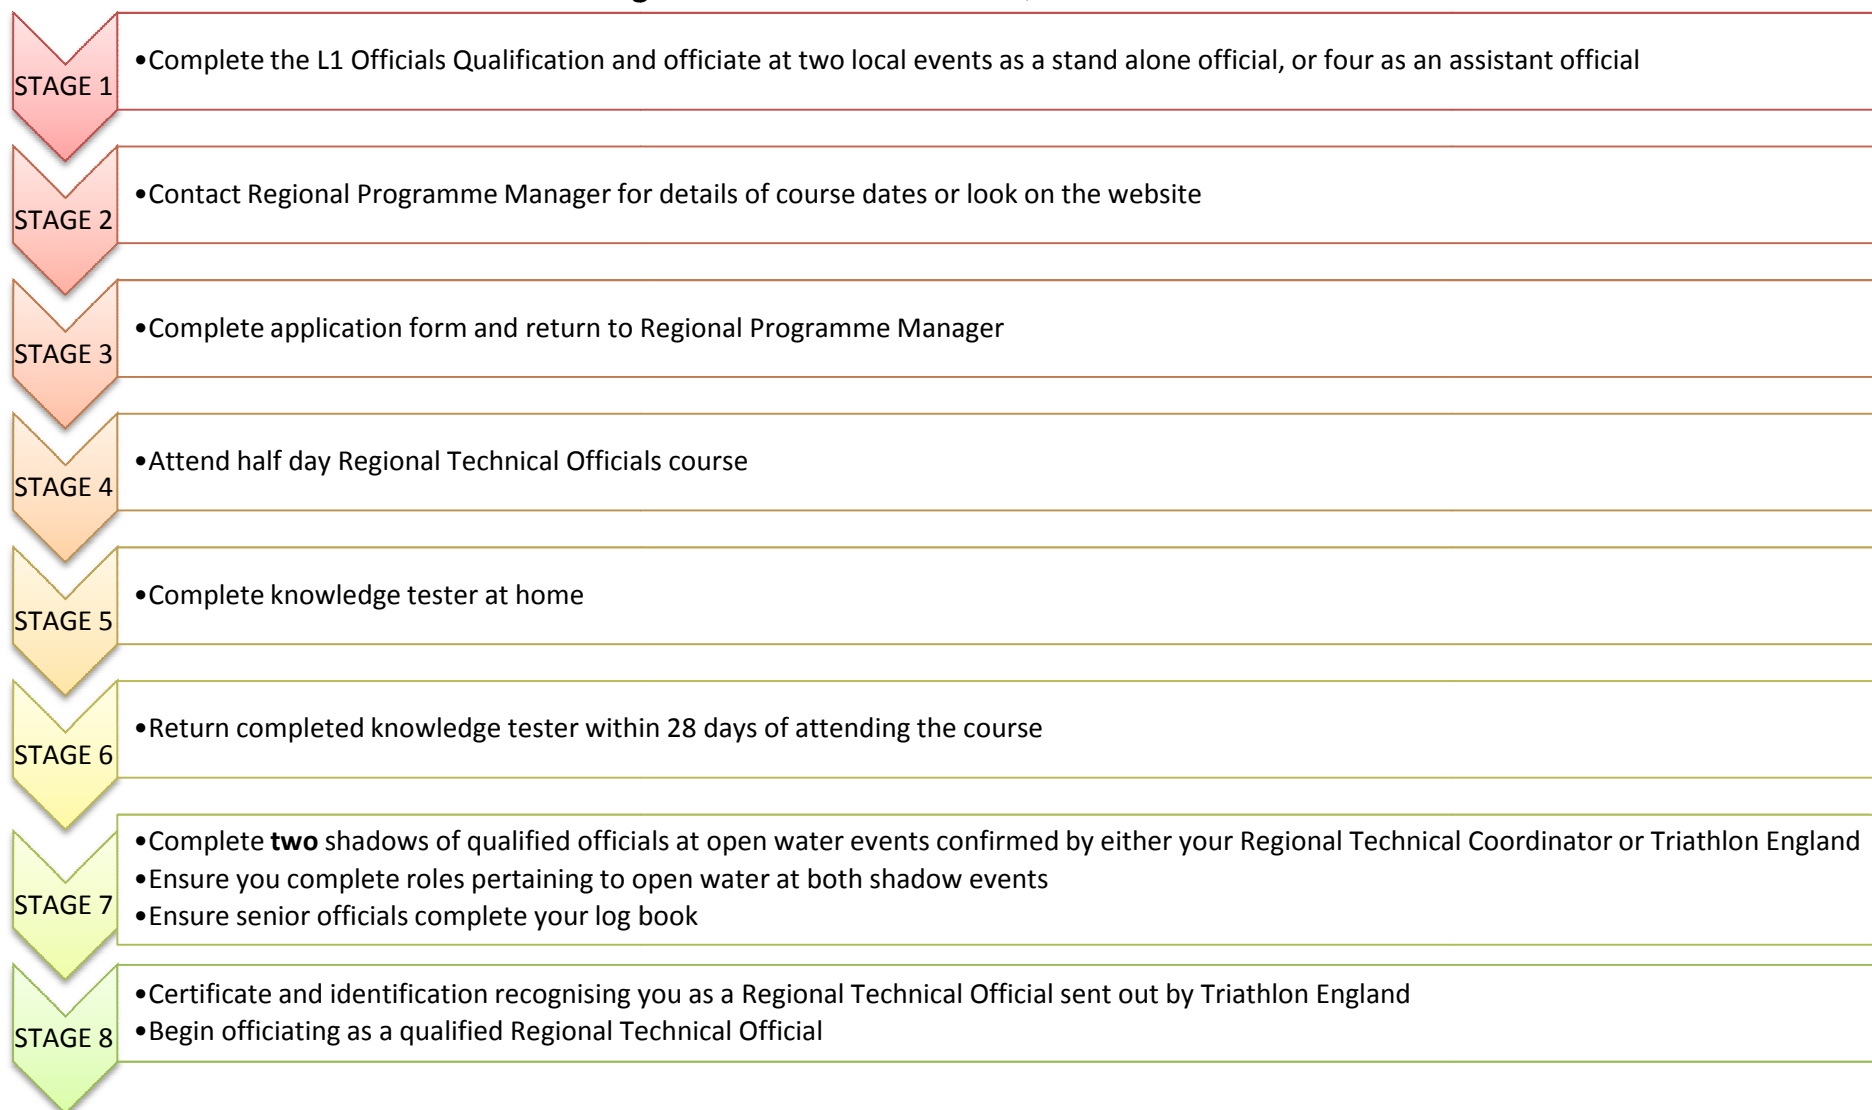 STAGE 1
•Complete the L1 Officials Qualification and officiate at two local events as a stand alone official, or four as an assistant official
STAGE 2
•Contact Regional Programme Manager for details of course dates or look on the website
STAGE 3
•Complete application form and return to Regional Programme Manager
STAGE 4
•Attend half day Regional Technical Officials course
STAGE 5
•Complete knowledge tester at home
STAGE 6
•Return completed knowledge tester within 28 days of attending the course
STAGE 7
•Complete two shadows of qualified officials at open water events confirmed by either your Regional Technical Coordinator or Triathlon England
•Ensure you complete roles pertaining to open water at both shadow events
•Ensure senior officials complete your log book
STAGE 8
•Certificate and identification recognising you as a Regional Technical Official sent out by Triathlon England
•Begin officiating as a qualified Regional Technical Official